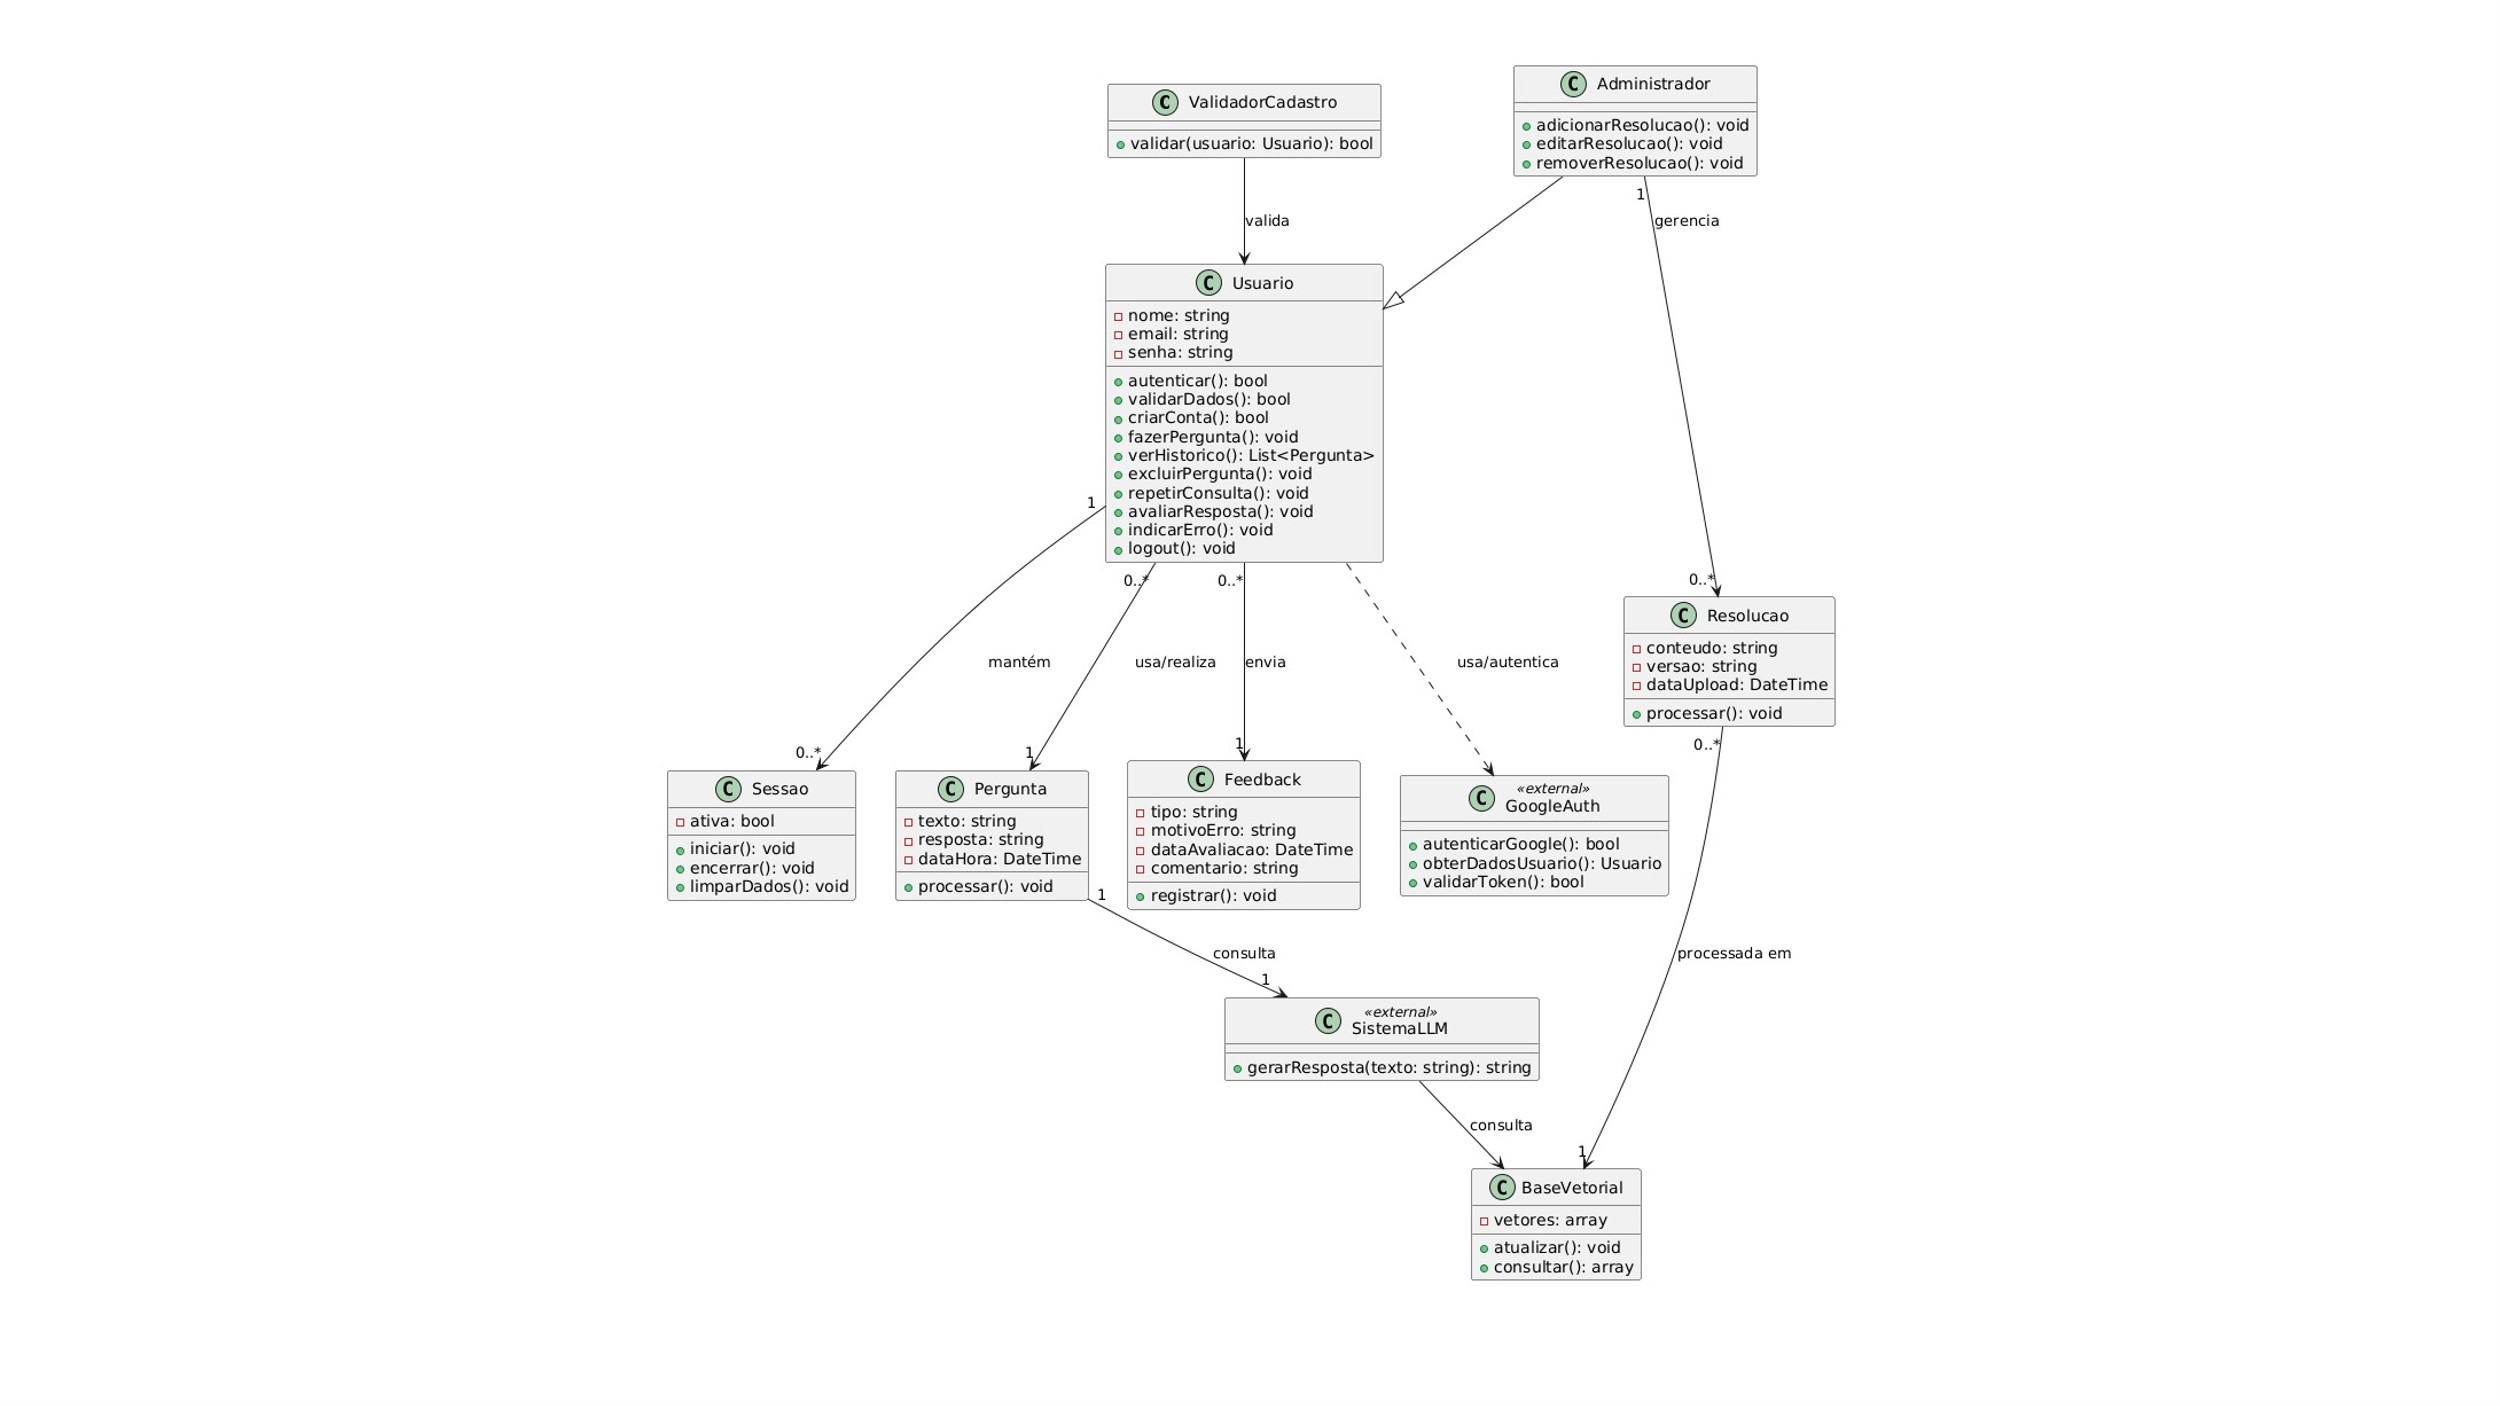 C ValidadorCadastro
validar(usuario: Usuario): bool
C Administrador
adicionarResolucao(): void
editarResolucao(): void
removerResolucao(): void
valida
1
gerencia
C Usuario
nome: string
email: string
senha: string
autenticar(): bool
validarDados(): bool
criarConta(): bool
fazerPergunta(): void
verHistorico(): List<Pergunta>
excluirPergunta(): void
repetirConsulta(): void
avaliarResposta(): void
indicarErro(): void
logout(): void
1
0..*
0..*
0..*
C Resolucao
conteudo: string
versao: string
dataUpload: DateTime
processar(): void
0..*
mantém
usa/realiza
envia
usa/autentica
0..*
1
1
C Sessao
ativa: bool
iniciar(): void
encerrar(): void
limparDados(): void
C Pergunta
texto: string
resposta: string
dataHora: DateTime
processar(): void
C Feedback
tipo: string
motivoErro: string
dataAvaliacao: DateTime
comentario: string
registrar(): void
C «external»
GoogleAuth
autenticarGoogle(): bool
obterDadosUsuario(): Usuario
validarToken(): bool
1
consulta
1
processada em
C «external»
SistemaLLM
gerarResposta(texto: string): string
consulta
1
C BaseVetorial
vetores: array
atualizar(): void
consultar(): array